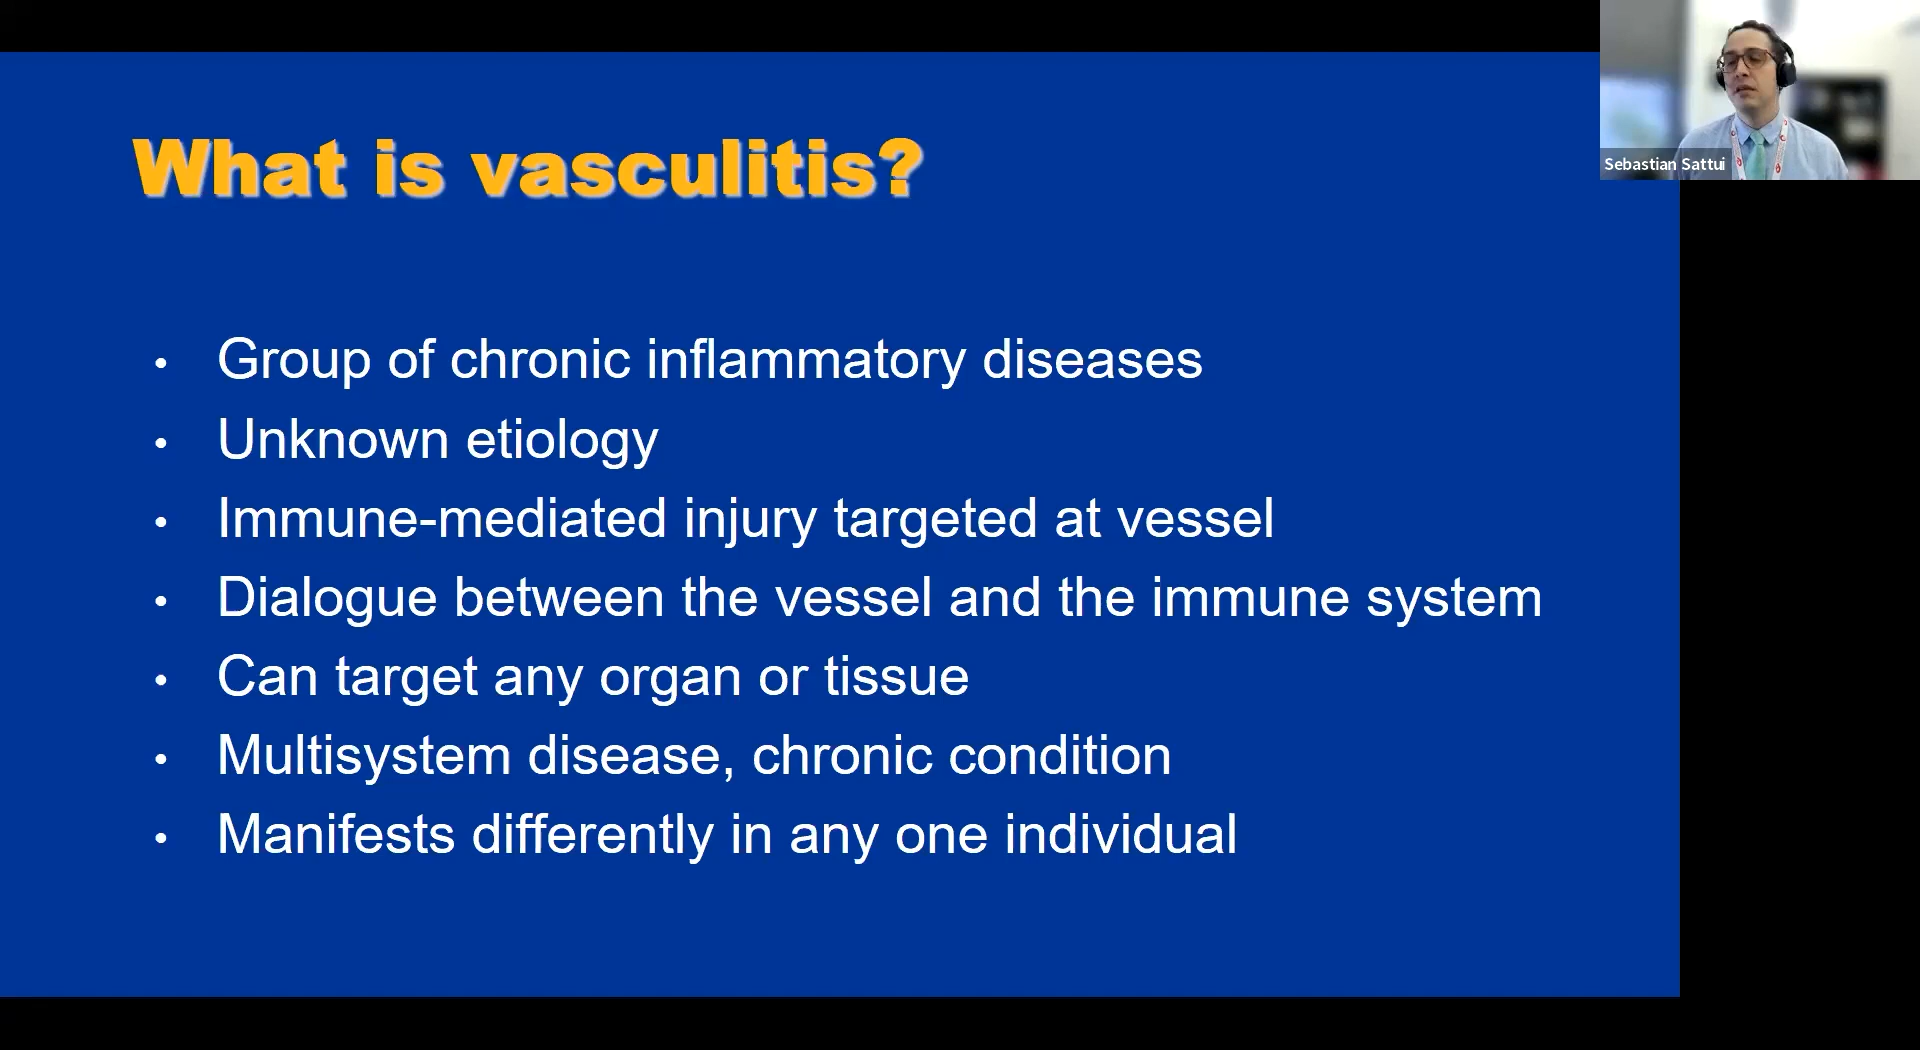 What is vasculitis?
Sebastian Sattui
• Group of chronic inflammatory diseases
• Unknown etiology
• Immune-mediated injury targeted at vessel
• Dialogue between the vessel and the immune system
• Can target any organ or tissue
• Multisystem disease, chronic condition
• Manifests differently in any one individual